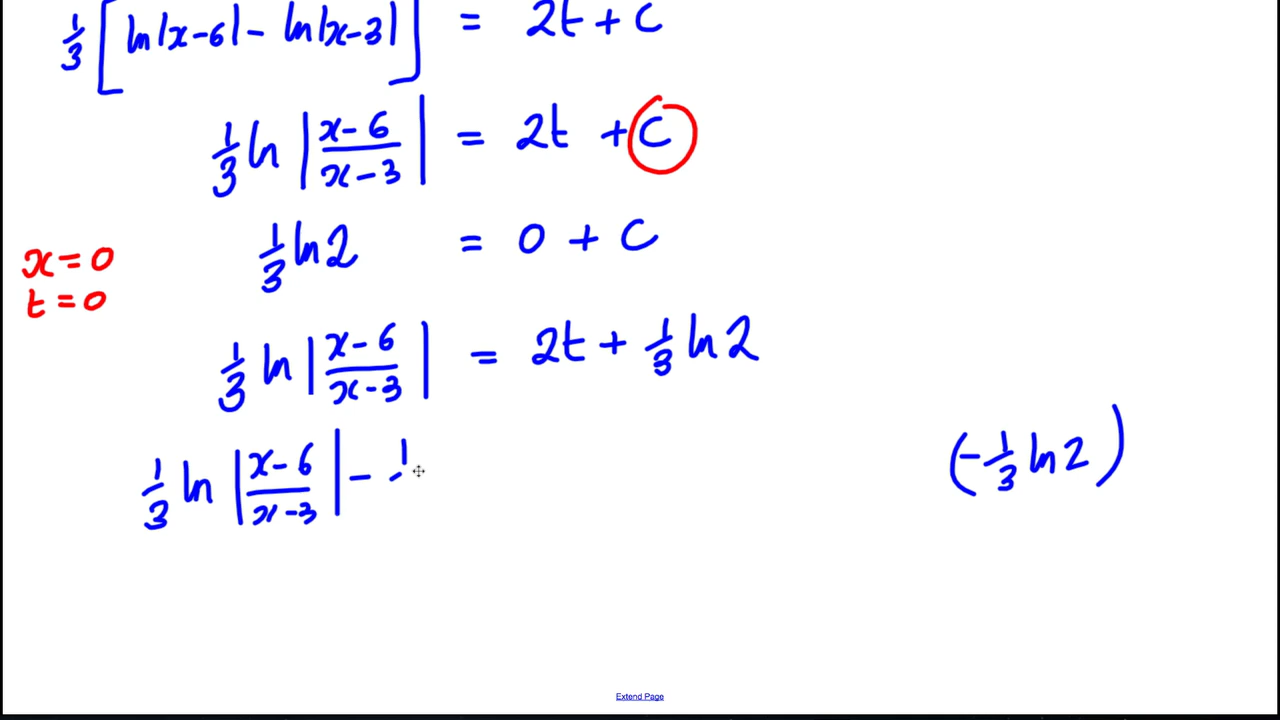 1/3 [ln|x-6| - ln|x-3|] = 2t + C
1/3 ln |(x-6)/(x-3)| = 2t + C
1/3 ln2 = 0 + C
x = 0
t = 0
1/3 ln |(x-6)/(x-3)| = 2t + 1/3 ln2
1/3 ln |(x-6)/(x-3)| - 1 (-1/3 ln2)
Extend Page